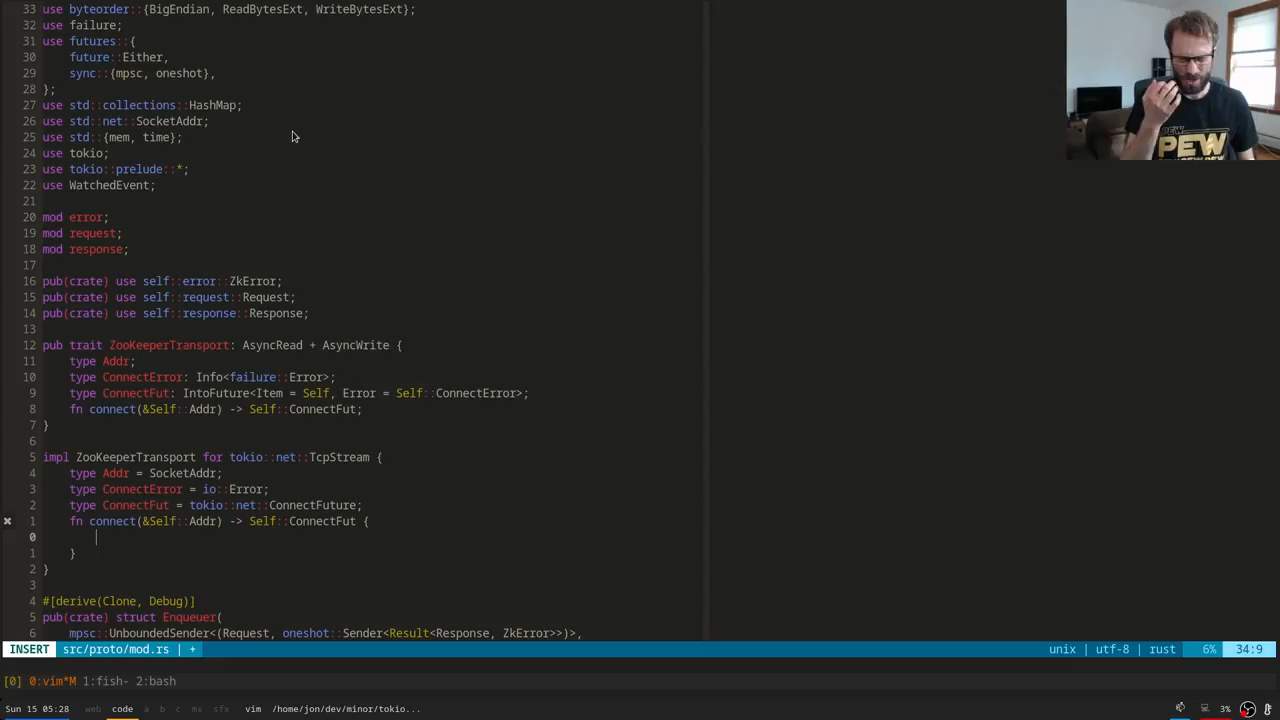 33 use byteorder::{BigEndian, ReadBytesExt, WriteBytesExt};
32 use failure;
31 use futures::{
30     future::Either,
29     sync::{mpsc, oneshot},
28 };
27 use std::collections::HashMap;
26 use std::net::SocketAddr;
25 use std::{mem, time};
24 use tokio;
23 use tokio::prelude::*;
22 use WatchedEvent;
21
20 mod error;
19 mod request;
18 mod response;
17
16 pub(crate) use self::error::ZkError;
15 pub(crate) use self::request::Request;
14 pub(crate) use self::response::Response;
13
12 pub trait ZooKeeperTransport: AsyncRead + AsyncWrite {
11     type Addr;
10     type ConnectError: Info<failure::Error>;
9     type ConnectFut: IntoFuture<Item = Self, Error = Self::ConnectError>;
8     fn connect(&Self::Addr) -> Self::ConnectFut;
7 }
6
5 impl ZooKeeperTransport for tokio::net::TcpStream {
4     type Addr = SocketAddr;
3     type ConnectError = io::Error;
2     type ConnectFut = tokio::net::ConnectFuture;
✖ 1     fn connect(&Self::Addr) -> Self::ConnectFut {
0
1     }
2 }
3
4 #[derive(Clone, Debug)]
5 pub(crate) struct Enqueuer(
6     mpsc::UnboundedSender<(Request, oneshot::Sender<Result<Response, ZkError>>)>,
INSERT src/proto/mod.rs | + unix | utf-8 | rust 6% 34:9
[0] 0:vim*M 1:fish- 2:bash
Sun 15 05:28 web code a b c mx sfx vim /home/jon/dev/minor/tokio... 3%
PEW
PEW